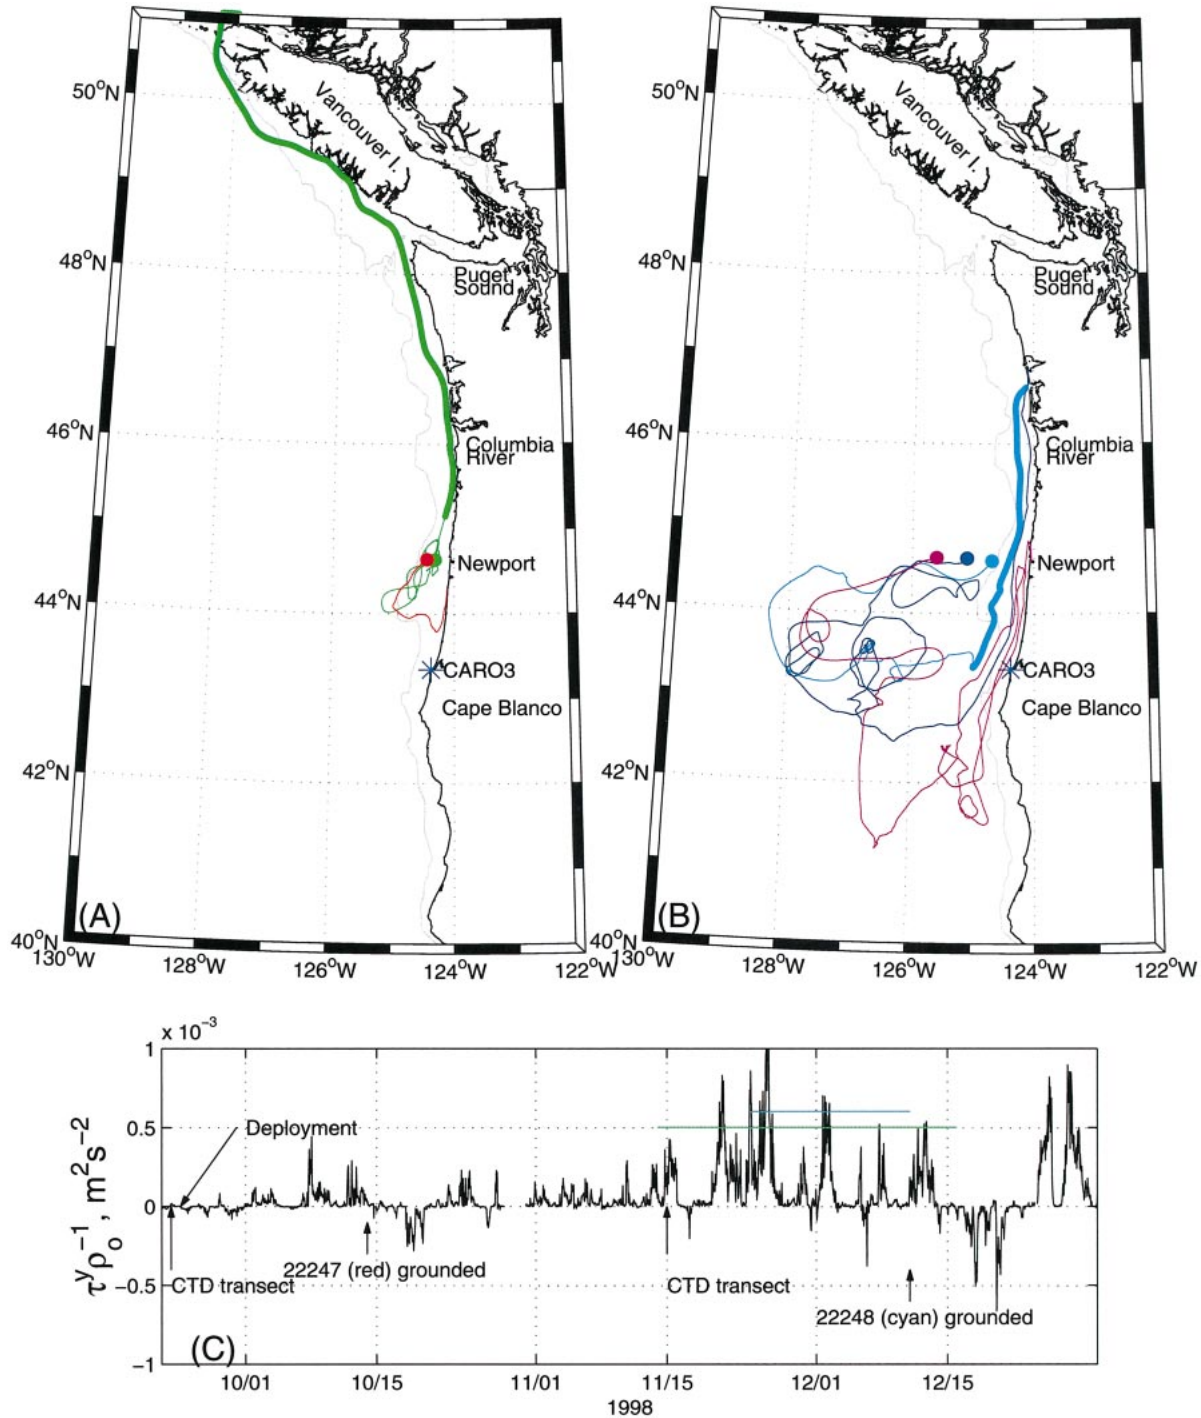 50°N
48°N
46°N
44°N
42°N
40°N
130°W
128°W
126°W
124°W
122°W
Vancouver I.
Puget
Sound
Columbia
River
Newport
CARO3
Cape Blanco
(A)
50°N
48°N
46°N
44°N
42°N
40°N
128°W
126°W
124°W
122°W
Vancouver I.
Puget
Sound
Columbia
River
Newport
CARO3
Cape Blanco
(B)
x 10⁻³
1
0.5
0
−0.5
−1
τʸρₒ⁻¹, m²s⁻²
Deployment
22247 (red) grounded
CTD transect
CTD transect
22248 (cyan) grounded
(C)
10/01
10/15
11/01
11/15
12/01
12/15
1998